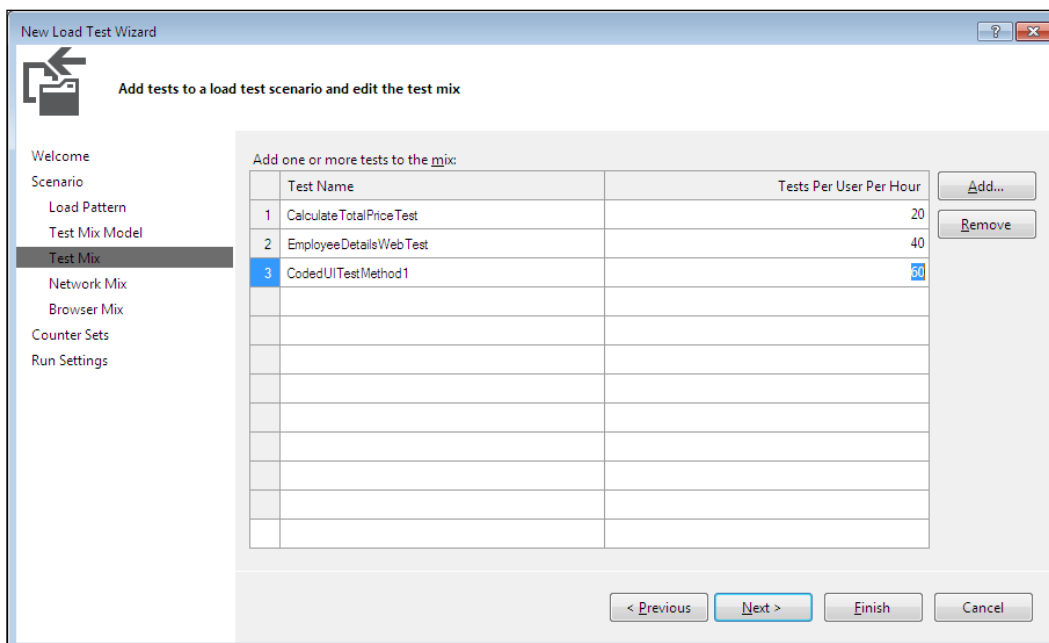 New Load Test Wizard
?
Add tests to a load test scenario and edit the test mix
Welcome
Scenario
Load Pattern
Test Mix Model
Test Mix
Network Mix
Browser Mix
Counter Sets
Run Settings
Add one or more tests to the mix:
Test Name Tests Per User Per Hour
1 CalculateTotalPriceTest 20
2 EmployeeDetailsWebTest 40
3 CodedUITestMethod1 60
Add...
Remove
< Previous Next > Finish Cancel